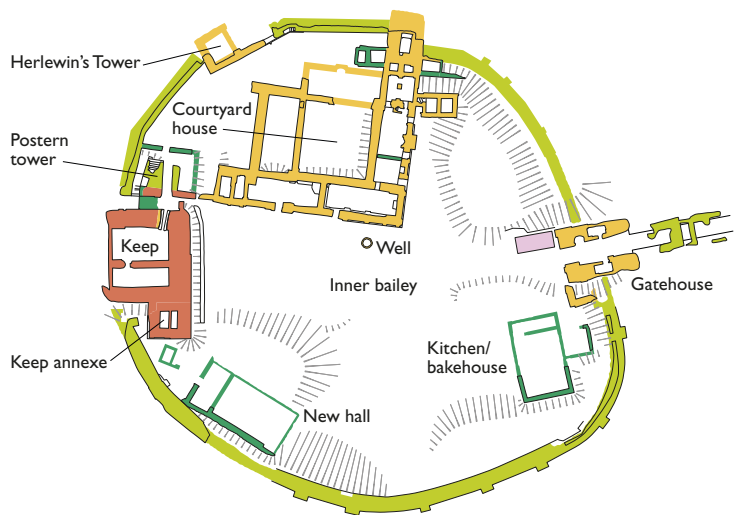 Herlewin's Tower
Courtyard
house
Postern
tower
Keep
Well
Inner bailey
Gatehouse
Keep annexe
Kitchen/
bakehouse
New hall